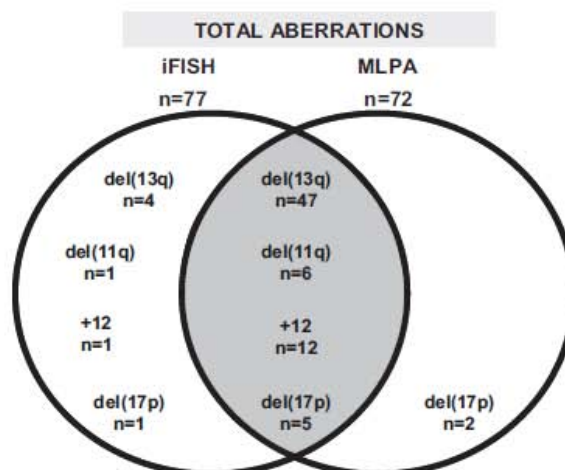 TOTAL ABERRATIONS
iFISH MLPA
n=77 n=72
del(13q) del(13q)
n=4 n=47
del(11q) del(11q)
n=1 n=6
+12 +12
n=1 n=12
del(17p) del(17p) del(17p)
n=1 n=5 n=2